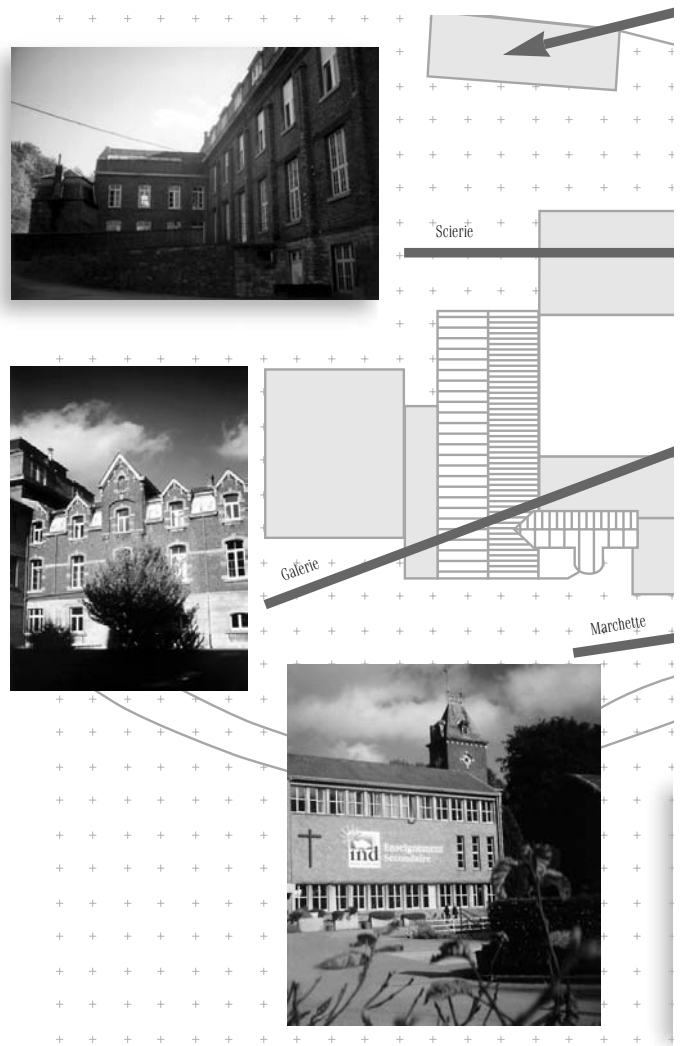 Scierie
Galerie
Marchette
ind
Enseignement
Secondaire